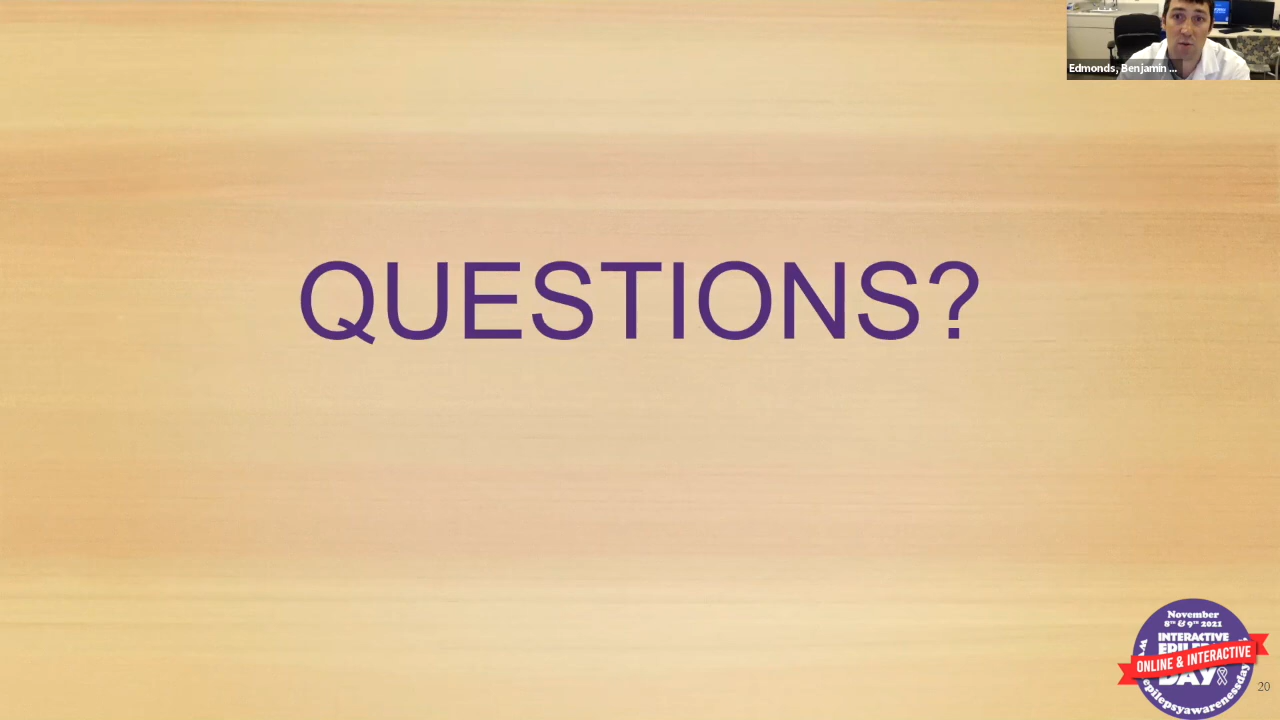 Edmonds, Benjamin ...
QUESTIONS?
November
8TH & 9TH 2021
INTERACTIVE
ONLINE & INTERACTIVE
DAY
epilepsyawarenessday
20